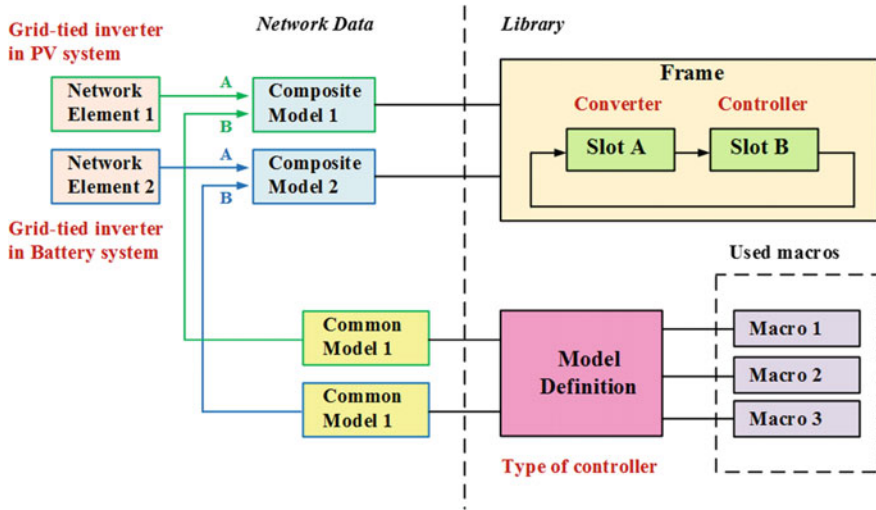 Grid-tied inverter
in PV system
Network Data
Library
Network
Element 1
A
B
Composite
Model 1
Frame
Converter
Controller
Slot A
Slot B
Network
Element 2
A
B
Composite
Model 2
Grid-tied inverter
in Battery system
Used macros
Common
Model 1
Common
Model 1
Model
Definition
Macro 1
Macro 2
Macro 3
Type of controller